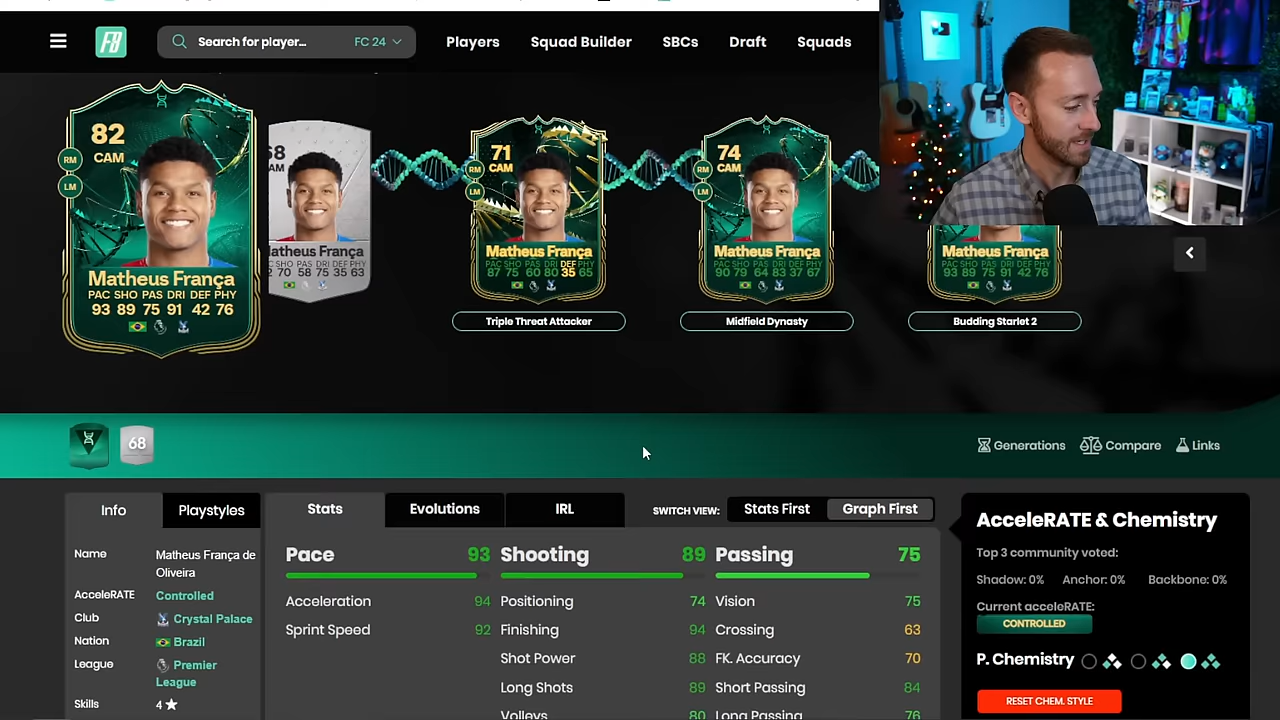 FB
Search for player...
FC 24
Players
Squad Builder
SBCs
Draft
Squads
82
CAM
RM
LM
Matheus França
PAC SHO PAS DRI DEF PHY
93 89 75 91 42 76
70 58 75 35 63
71
CAM
RM
LM
Matheus França
PAC SHO PAS DRI DEF PHY
87 75 60 80 35 65
Triple Threat Attacker
74
CAM
RM
LM
Matheus França
PAC SHO PAS DRI DEF PHY
90 79 64 83 37 67
Midfield Dynasty
Matheus França
PAC SHO PAS DRI DEF PHY
93 89 75 91 42 76
Budding Starlet 2
68
Generations
Compare
Links
Info
Playstyles
Name
Matheus França de
Oliveira
AcceleRATE
Controlled
Club
Crystal Palace
Nation
Brazil
League
Premier
League
Skills
4
Stats
Evolutions
IRL
SWITCH VIEW:
Stats First
Graph First
Pace 93
Acceleration 94
Sprint Speed 92
Shooting 89
Positioning 74
Finishing 94
Shot Power 88
Long Shots 89
Volleys 80
Passing 75
Vision 75
Crossing 63
FK. Accuracy 70
Short Passing 84
Long Passing 76
AcceleRATE & Chemistry
Top 3 community voted:
Shadow: 0% Anchor: 0% Backbone: 0%
Current acceleRATE:
CONTROLLED
P. Chemistry
RESET CHEM. STYLE